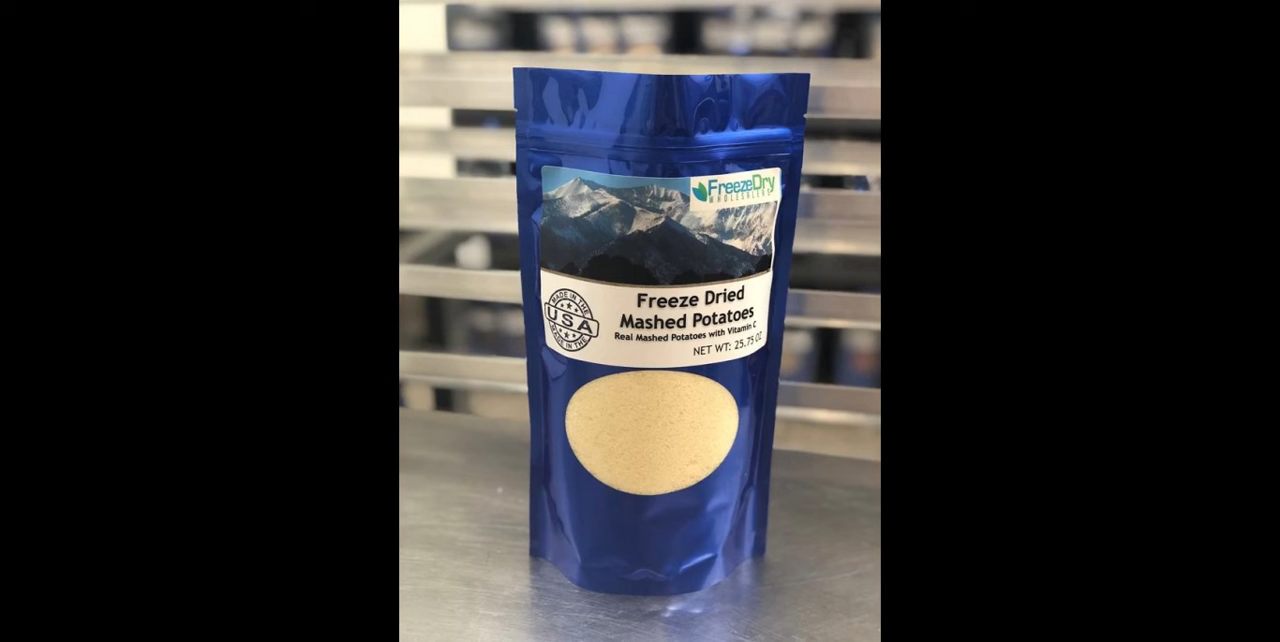 FreezeDry
WHOLESALERS
MADE IN THE
USA
MADE IN THE
Freeze Dried
Mashed Potatoes
Real Mashed Potatoes with Vitamin C
NET WT: 25.75 OZ